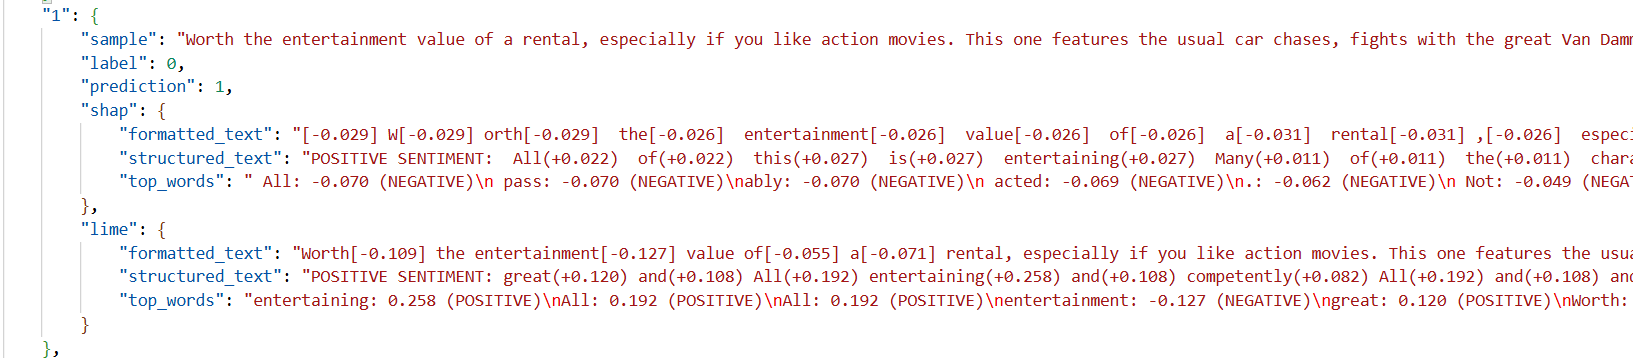 "1": {
"sample": "Worth the entertainment value of a rental, especially if you like action movies. This one features the usual car chases, fights with the great Van Damm
"label": 0,
"prediction": 1,
"shap": {
"formatted_text": "[-0.029] W[-0.029] orth[-0.029]  the[-0.026]  entertainment[-0.026]  value[-0.026]  of[-0.026]  a[-0.031]  rental[-0.031] ,[-0.026]  especi
"structured_text": "POSITIVE SENTIMENT:  All(+0.022)  of(+0.022)  this(+0.027)  is(+0.027)  entertaining(+0.027)  Many(+0.011)  of(+0.011)  the(+0.011)  chara
"top_words": " All: -0.070 (NEGATIVE)\n pass: -0.070 (NEGATIVE)\nably: -0.070 (NEGATIVE)\n acted: -0.069 (NEGATIVE)\n.: -0.062 (NEGATIVE)\n Not: -0.049 (NEGA
},
"lime": {
"formatted_text": "Worth[-0.109] the entertainment[-0.127] value of[-0.055] a[-0.071] rental, especially if you like action movies. This one features the usua
"structured_text": "POSITIVE SENTIMENT: great(+0.120) and(+0.108) All(+0.192) entertaining(+0.258) and(+0.108) competently(+0.082) All(+0.192) and(+0.108) and
"top_words": "entertaining: 0.258 (POSITIVE)\nAll: 0.192 (POSITIVE)\nAll: 0.192 (POSITIVE)\nentertainment: -0.127 (NEGATIVE)\ngreat: 0.120 (POSITIVE)\nWorth:
}
},